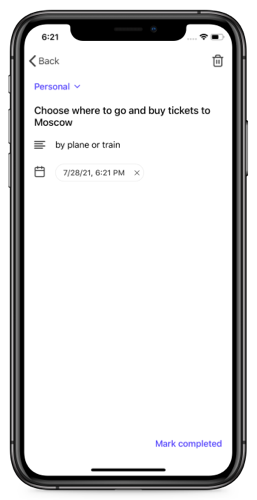 6:21
Back
Personal
Choose where to go and buy tickets to
Moscow
by plane or train
7/28/21, 6:21 PM
Mark completed